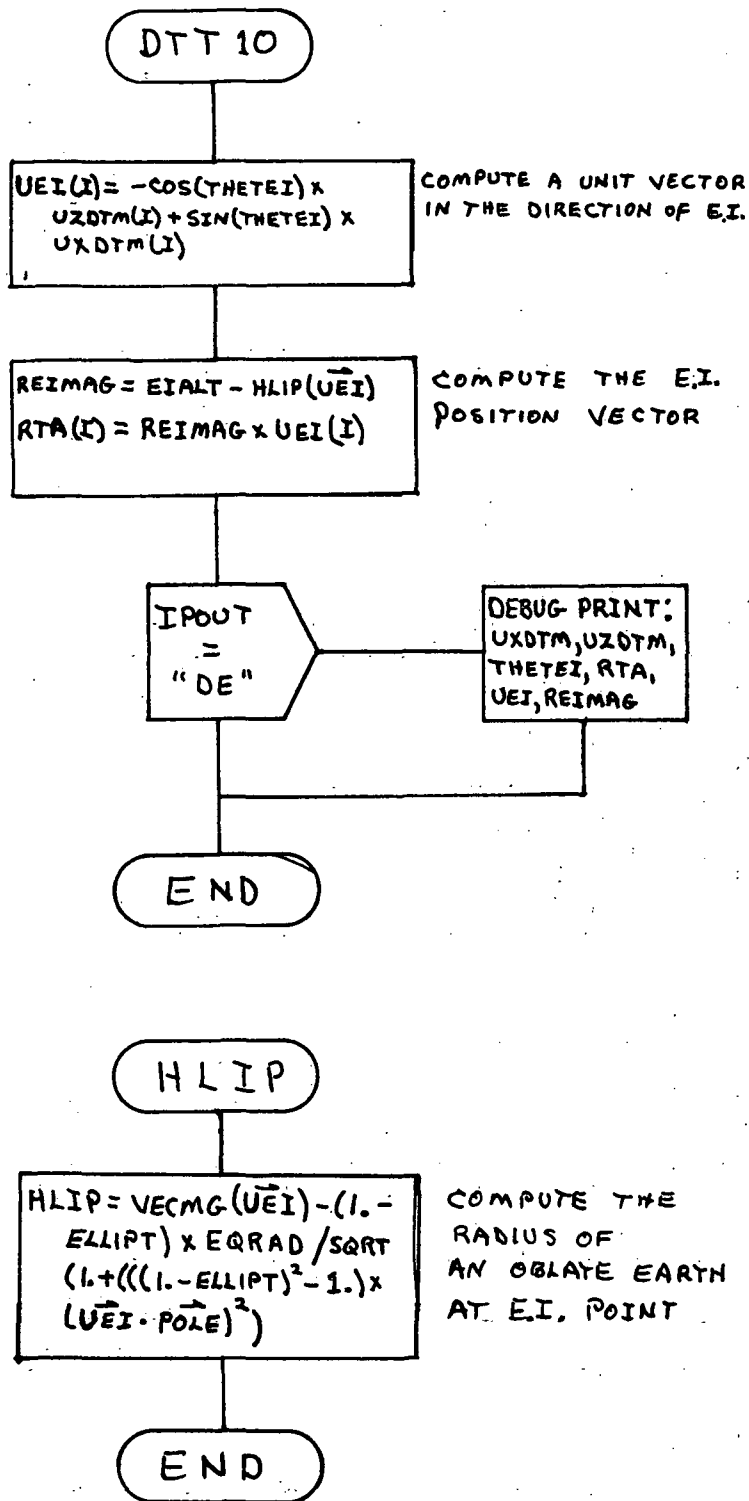 DTT 10
UEI(I) = -COS(THETEI) x
UZDTM(I) + SIN(THETEI) x
UXDTM(I)
COMPUTE A UNIT VECTOR
IN THE DIRECTION OF E.I.
REIMAG = EIALT - HLIP(UEI)
RTA(I) = REIMAG x UEI(I)
COMPUTE THE E.I.
POSITION VECTOR
IPOUT
=
"DE"
DEBUG PRINT:
UXDTM, UZDTM,
THETEI, RTA,
UEI, REIMAG
END
HLIP
HLIP = VECMG(UEI) - (1. -
ELLIPT) x EQRAD / SQRT
(1. + (((1. - ELLIPT)² - 1.) x
(UEI · POLE)²)
COMPUTE THE
RADIUS OF
AN OBLATE EARTH
AT E.I. POINT
END